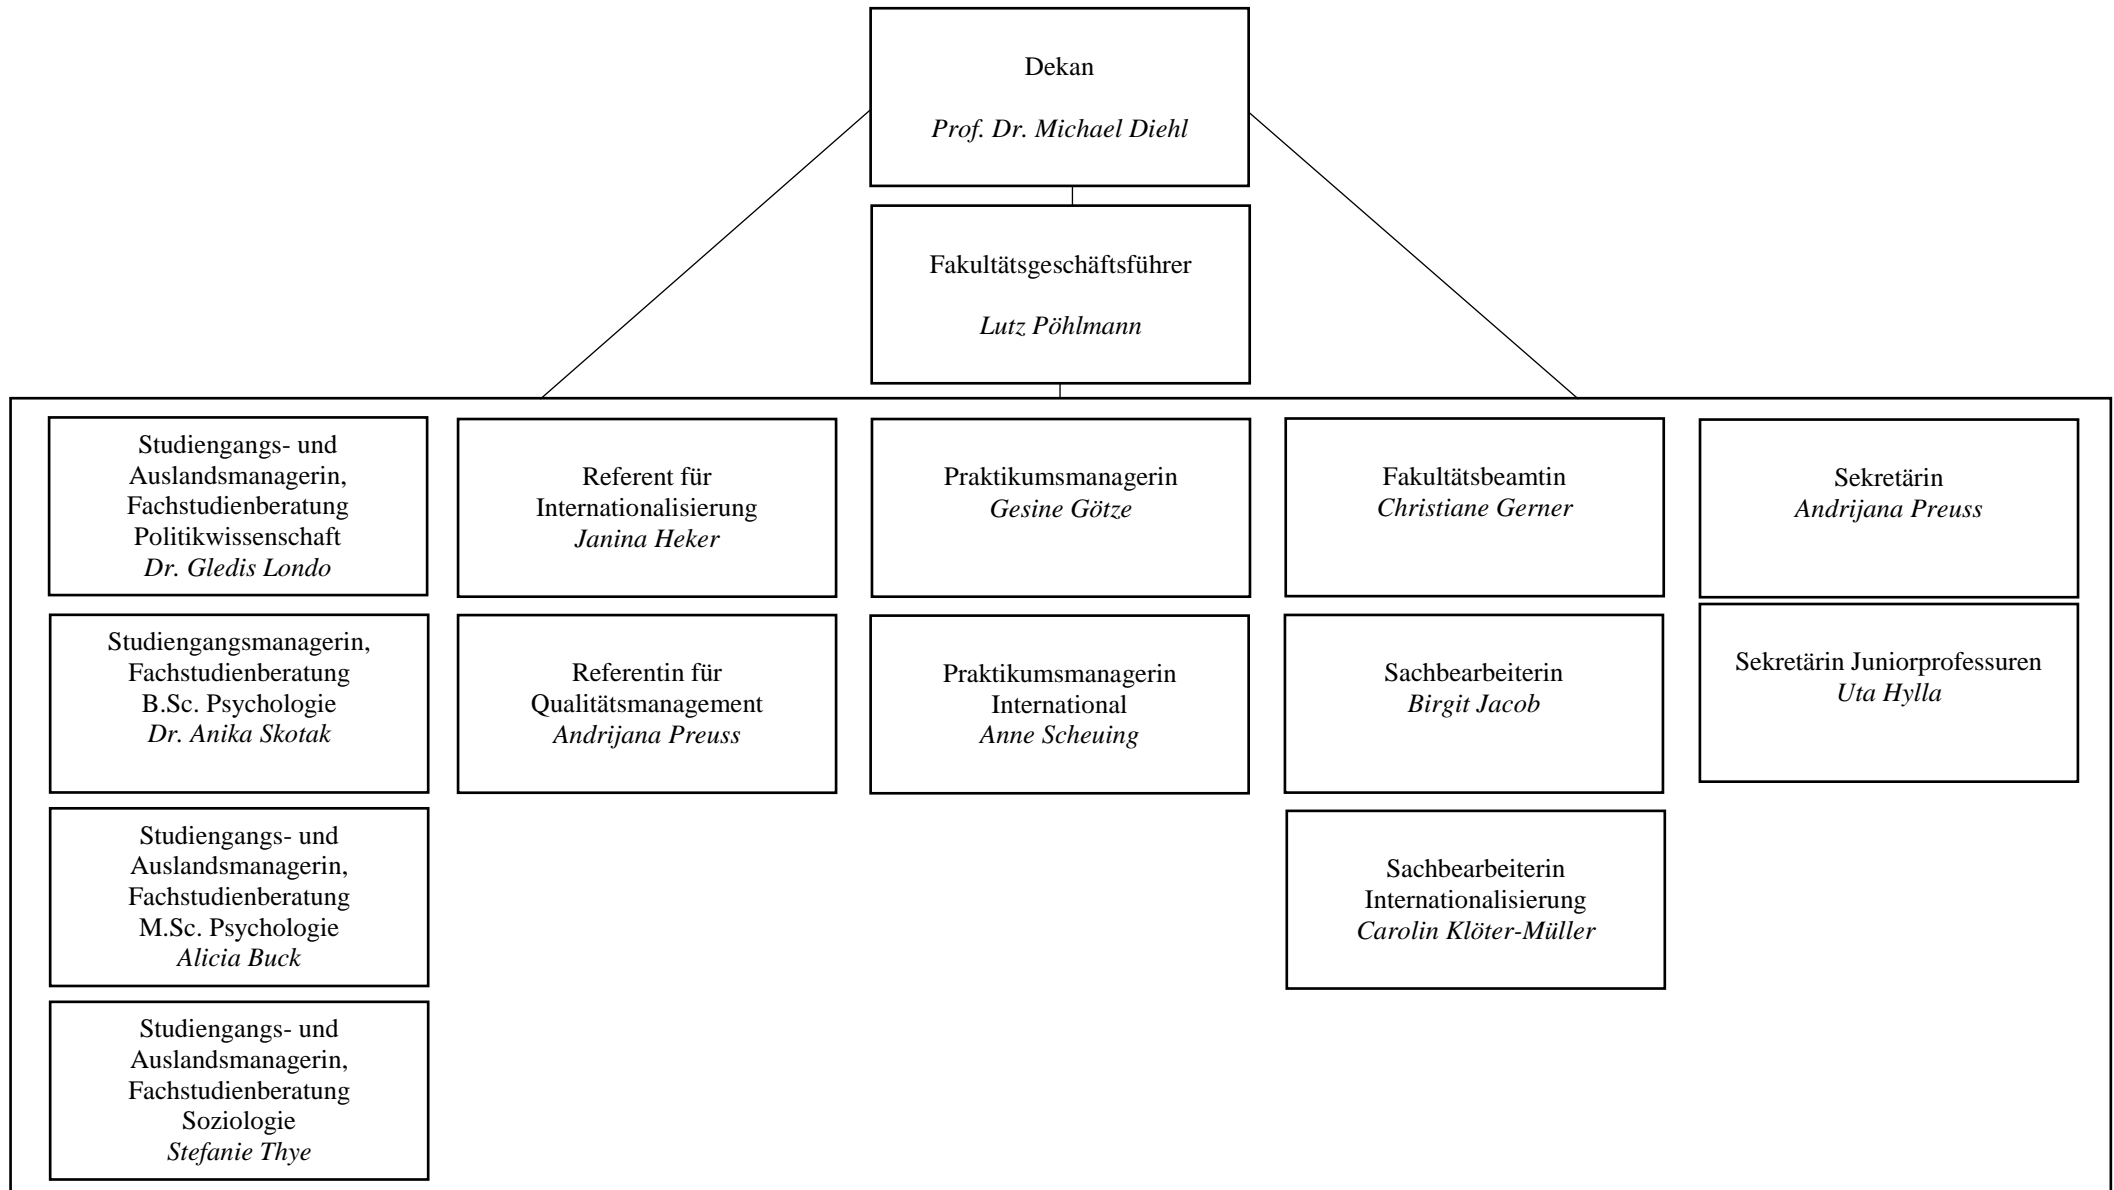 Dekan
Prof. Dr. Michael Diehl
Fakultätsgeschäftsführer
Lutz Pöhlmann
Studiengangs- und
Auslandsmanagerin,
Fachstudienberatung
Politikwissenschaft
Dr. Gledis Londo
Referent für
Internationalisierung
Janina Heker
Praktikumsmanagerin
Gesine Götze
Fakultätsbeamtin
Christiane Gerner
Sekretärin
Andrijana Preuss
Studiengangsmanagerin,
Fachstudienberatung
B.Sc. Psychologie
Dr. Anika Skotak
Referentin für
Qualitätsmanagement
Andrijana Preuss
Praktikumsmanagerin
International
Anne Scheuing
Sachbearbeiterin
Birgit Jacob
Sekretärin Juniorprofessuren
Uta Hylla
Studiengangs- und
Auslandsmanagerin,
Fachstudienberatung
M.Sc. Psychologie
Alicia Buck
Sachbearbeiterin
Internationalisierung
Carolin Klöter-Müller
Studiengangs- und
Auslandsmanagerin,
Fachstudienberatung
Soziologie
Stefanie Thye